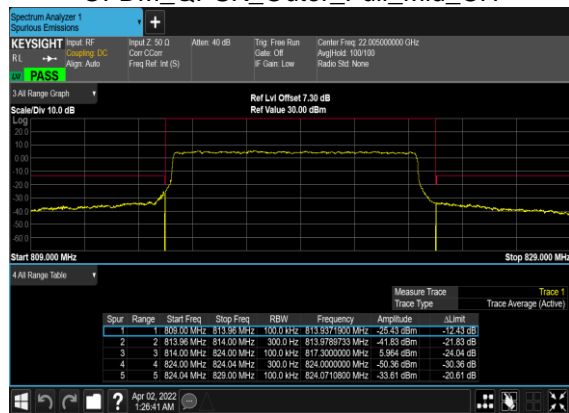 Spectrum Analyzer 1
Spurious Emissions
KEYSIGHT Input: RF Input Z: 50 Ω Atten: 40 dB Trig: Free Run Center Freq: 22.005000000 GHz
RL Coupling: DC Corr CCorr Gate: Off Avg|Hold: 100/100
Align: Auto Freq Ref: Int (S) IF Gain: Low Radio Std: None
PASS
3 All Range Graph
Ref Lvl Offset 7.30 dB
Scale/Div 10.0 dB Ref Value 30.00 dBm
Log
20.0
10.0
0.00
-10.0
-20.0
-30.0
-40.0
-50.0
-60.0
Start 809.000 MHz Stop 829.000 MHz
4 All Range Table
Measure Trace Trace 1
Trace Type Trace Average (Active)
Spur Range Start Freq Stop Freq RBW Frequency Amplitude ΔLimit
1 1 809.00 MHz 813.96 MHz 100.0 kHz 813.9371900 MHz -25.43 dBm -12.43 dB
2 2 813.96 MHz 814.00 MHz 300.0 Hz 813.9789733 MHz -41.83 dBm -21.83 dB
3 3 814.00 MHz 824.00 MHz 100.0 kHz 817.3000000 MHz 5.964 dBm -24.04 dB
4 4 824.00 MHz 824.04 MHz 300.0 Hz 824.0000000 MHz -50.36 dBm -30.36 dB
5 5 824.04 MHz 829.00 MHz 100.0 kHz 824.0710800 MHz -33.61 dBm -20.61 dB
Apr 02, 2022
1:26:41 AM